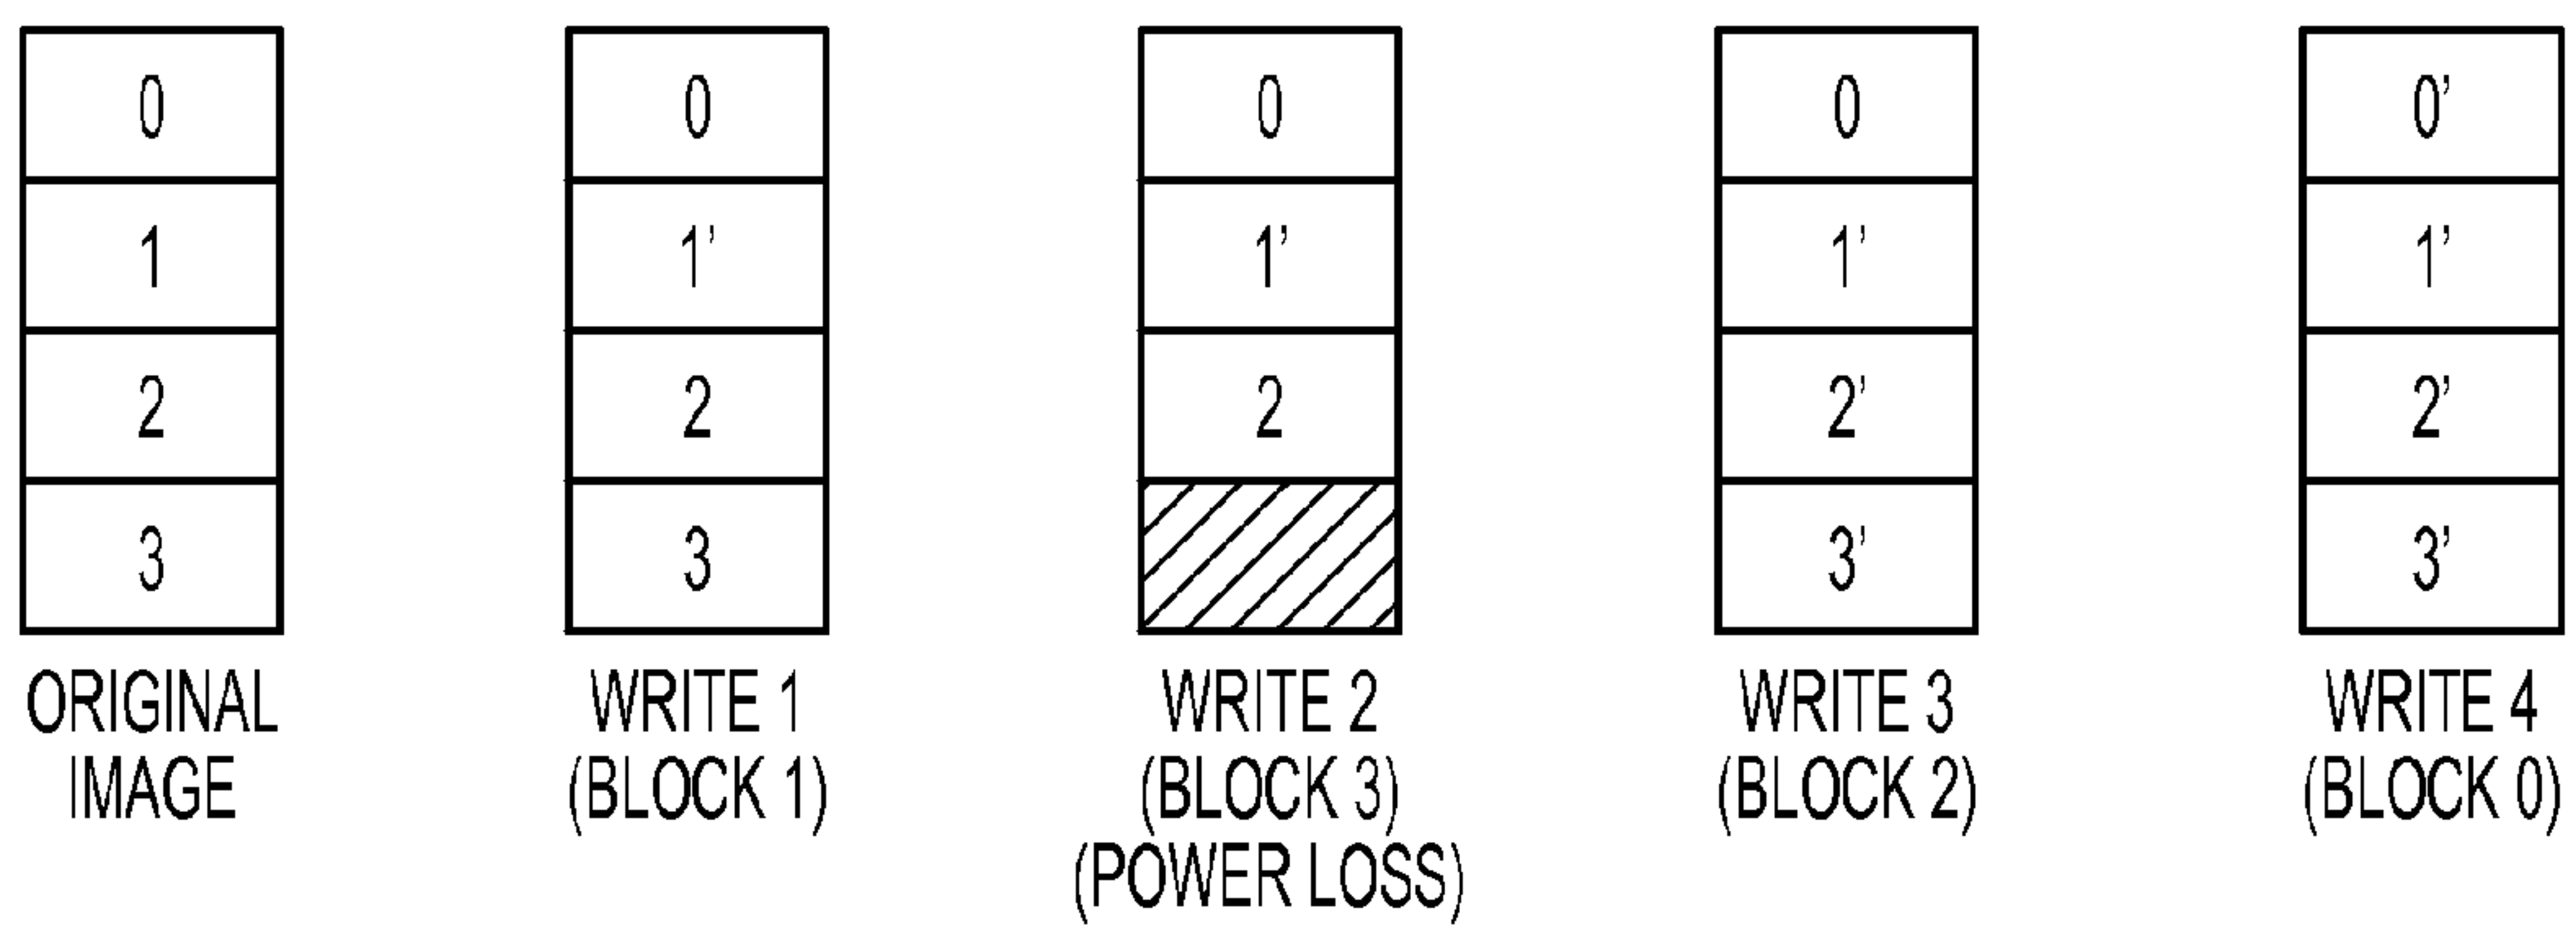 0 0 0 0 0’
1 1’ 1’ 1’ 1’
2 2 2 2’ 2’
3 3 3’ 3’
ORIGINAL
IMAGE
WRITE 1
(BLOCK 1)
WRITE 2
(BLOCK 3)
(POWER LOSS)
WRITE 3
(BLOCK 2)
WRITE 4
(BLOCK 0)